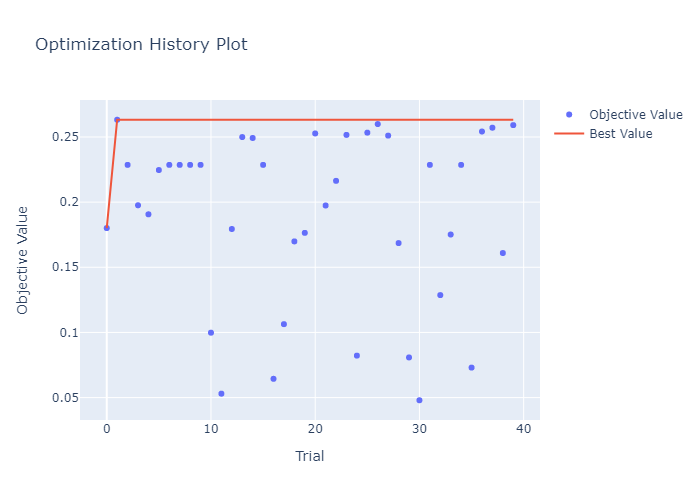 Optimization History Plot
Objective Value
Best Value
0.25
0.2
0.15
0.1
0.05
Objective Value
0
10
20
30
40
Trial